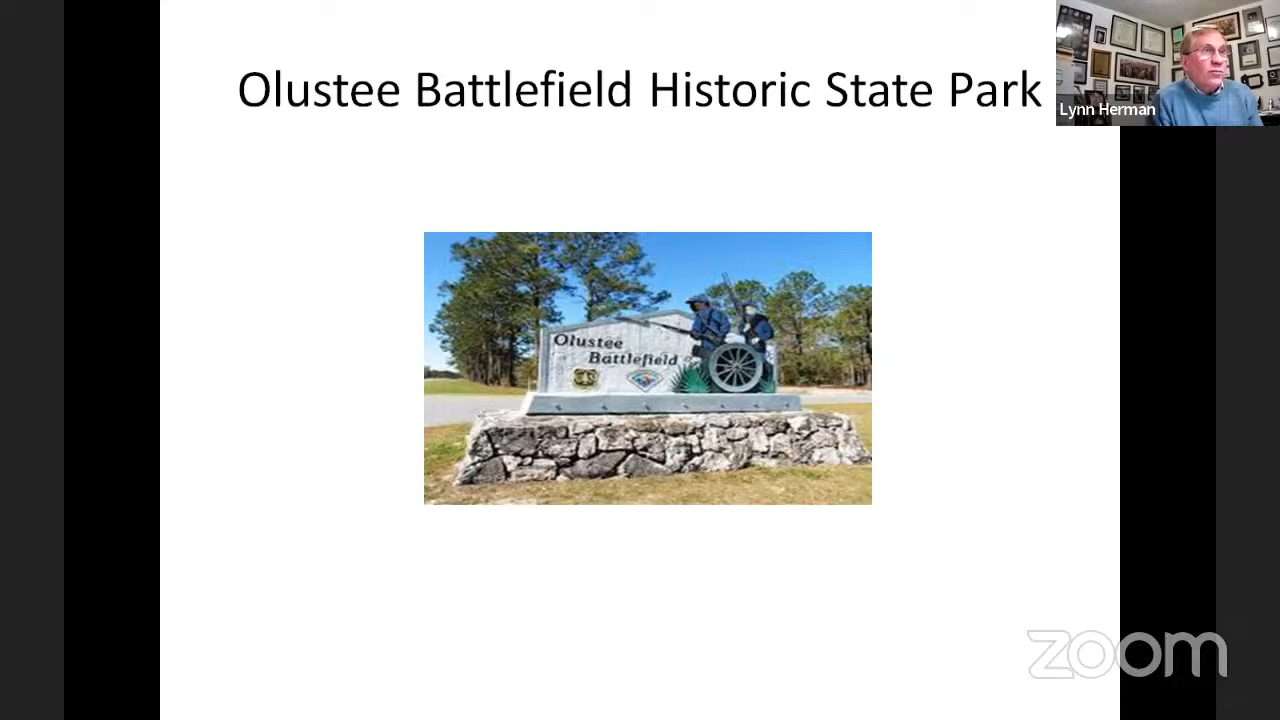 Olustee Battlefield Historic State Park
Lynn Herman
Olustee
Battlefield
zoom